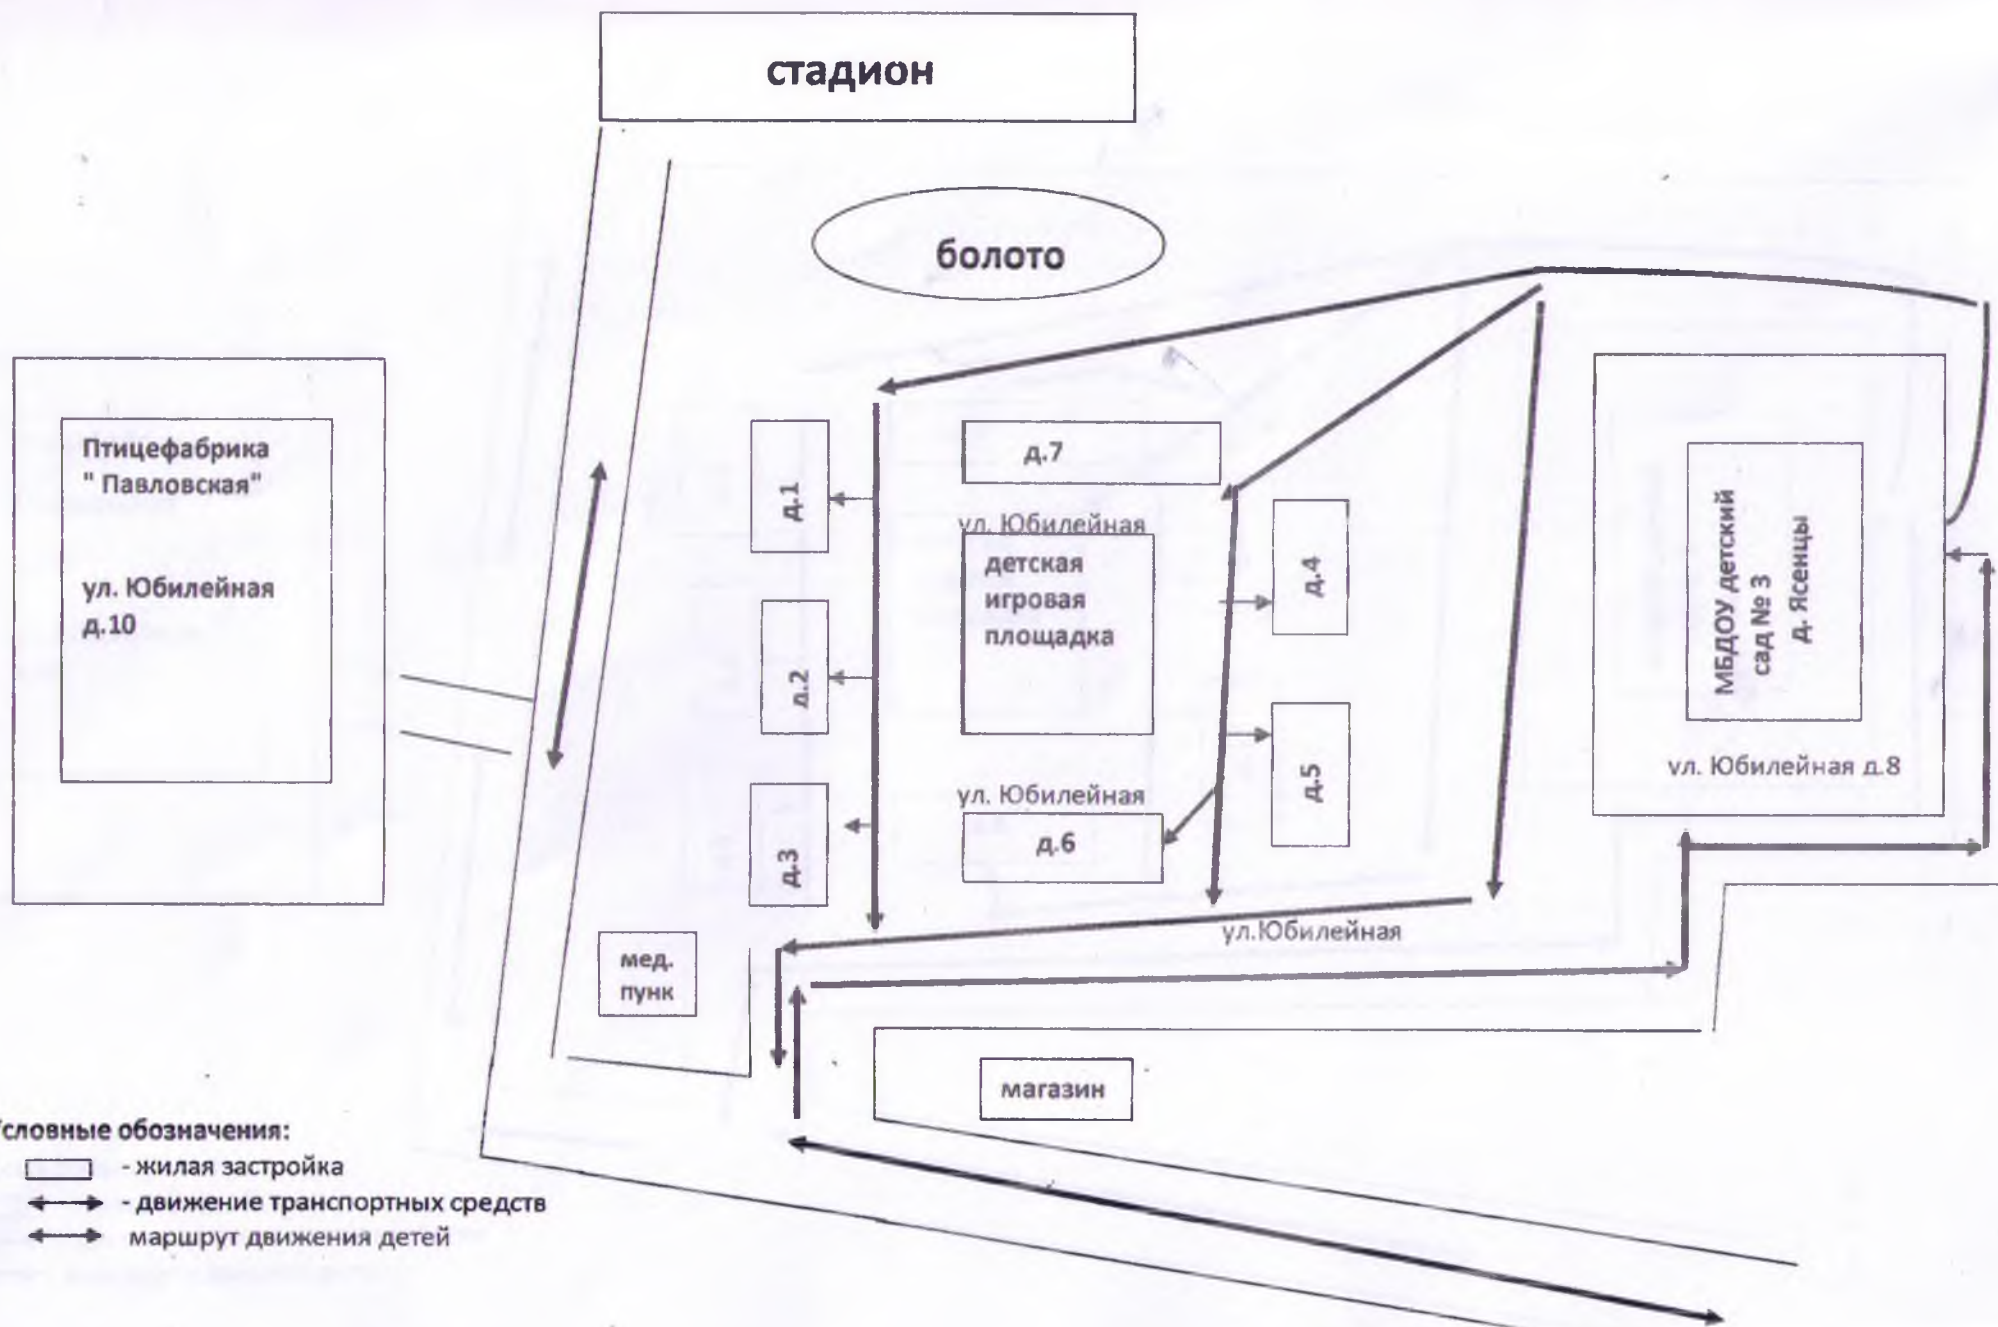 стадион
болото
Птицефабрика
" Павловская"
ул. Юбилейная
д.10
д.1
д.2
д.3
д.7
ул. Юбилейная
детская
игровая
площадка
ул. Юбилейная
д.6
д.4
д.5
МБДОУ детский
сад № 3
д. Ясенцы
ул. Юбилейная д.8
ул.Юбилейная
мед.
пунк
магазин
словные обозначения:
- жилая застройка
- движение транспортных средств
маршрут движения детей